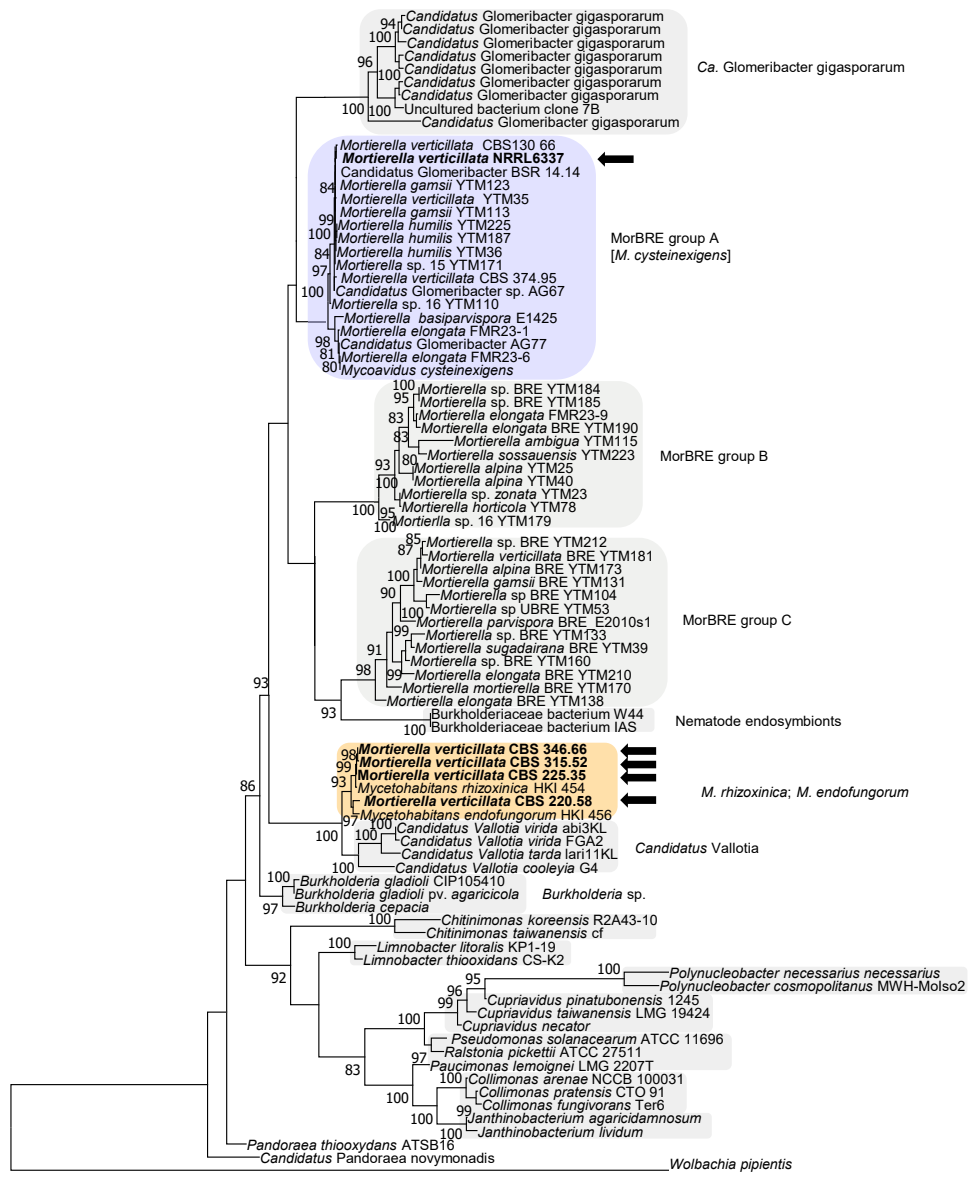 Candidatus Glomeribacter gigasporarum
94
Candidatus Glomeribacter gigasporarum
100
Candidatus Glomeribacter gigasporarum
Candidatus Glomeribacter gigasporarum
96
Candidatus Glomeribacter gigasporarum
Ca. Glomeribacter gigasporarum
100
Candidatus Glomeribacter gigasporarum
Candidatus Glomeribacter gigasporarum
100
100
Uncultured bacterium clone 7B
Candidatus Glomeribacter gigasporarum
Mortierella verticillata CBS130 66
Mortierella verticillata NRRL6337
Candidatus Glomeribacter BSR 14.14
84
Mortierella gamsii YTM123
Mortierella verticillata YTM35
Mortierella gamsii YTM113
99
Mortierella humilis YTM225
100
Mortierella humilis YTM187
MorBRE group A
84
Mortierella humilis YTM36
[M. cysteinexigens]
97
Mortierella sp. 15 YTM171
Mortierella verticillata CBS 374.95
100
Candidatus Glomeribacter sp. AG67
Mortierella sp. 16 YTM110
Mortierella basiparvispora E1425
Mortierella elongata FMR23-1
98
Candidatus Glomeribacter AG77
81
Mortierella elongata FMR23-6
80
Mycoavidus cysteinexigens
100
Mortierella sp. BRE YTM184
95
Mortierella sp. BRE YTM185
83
Mortierella elongata FMR23-9
Mortierella elongata BRE YTM190
83
Mortierella ambigua YTM115
Mortierella sossauensis YTM223
MorBRE group B
93
80
Mortierella alpina YTM25
100
Mortierella alpina YTM40
Mortierella sp. zonata YTM23
100
95
Mortierella horticola YTM78
100
Mortierlla sp. 16 YTM179
85
Mortierella sp. BRE YTM212
87
Mortierella verticillata BRE YTM181
Mortierella alpina BRE YTM173
100
Mortierella gamsii BRE YTM131
90
Mortierella sp BRE YTM104
100
Mortierella sp UBRE YTM53
Mortierella parvispora BRE_E2010s1
MorBRE group C
99
Mortierella sp. BRE YTM133
91
Mortierella sugadairana BRE YTM39
Mortierella sp. BRE YTM160
98
99
Mortierella elongata BRE YTM210
Mortierella mortierella BRE YTM170
93
93
Mortierella elongata BRE YTM138
Burkholderiaceae bacterium W44
Nematode endosymbionts
100
Burkholderiaceae bacterium IAS
98
Mortierella verticillata CBS 346.66
99
Mortierella verticillata CBS 315.52
93
Mortierella verticillata CBS 225.35
86
Mycetohabitans rhizoxinica HKI 454
M. rhizoxinica; M. endofungorum
Mortierella verticillata CBS 220.58
97
Mycetohabitans endofungorum HKI 456
100
100
Candidatus Vallotia virida abi3KL
100
Candidatus Vallotia virida FGA2
Candidatus Vallotia
Candidatus Vallotia tarda lari11KL
100
Candidatus Vallotia cooleyia G4
100
Burkholderia gladioli CIP105410
Burkholderia gladioli pv. agaricicola
Burkholderia sp.
97
Burkholderia cepacia
100
Chitinimonas koreensis R2A43-10
Chitinimonas taiwanensis cf
100
Limnobacter litoralis KP1-19
92
Limnobacter thiooxidans CS-K2
100
Polynucleobacter necessarius necessarius
95
Polynucleobacter cosmopolitanus MWH-MoIso2
96
Cupriavidus pinatubonensis 1245
99
Cupriavidus taiwanensis LMG 19424
100
Cupriavidus necator
Pseudomonas solanacearum ATCC 11696
Ralstonia pickettii ATCC 27511
97
Paucimonas lemoignei LMG 2207T
83
100
Collimonas arenae NCCB 100031
Collimonas pratensis CTO 91
100
Collimonas fungivorans Ter6
99
Janthinobacterium agaricidamnosum
100
100
Janthinobacterium lividum
Pandoraea thiooxydans ATSB16
Candidatus Pandoraea novymonadis
Wolbachia pipientis